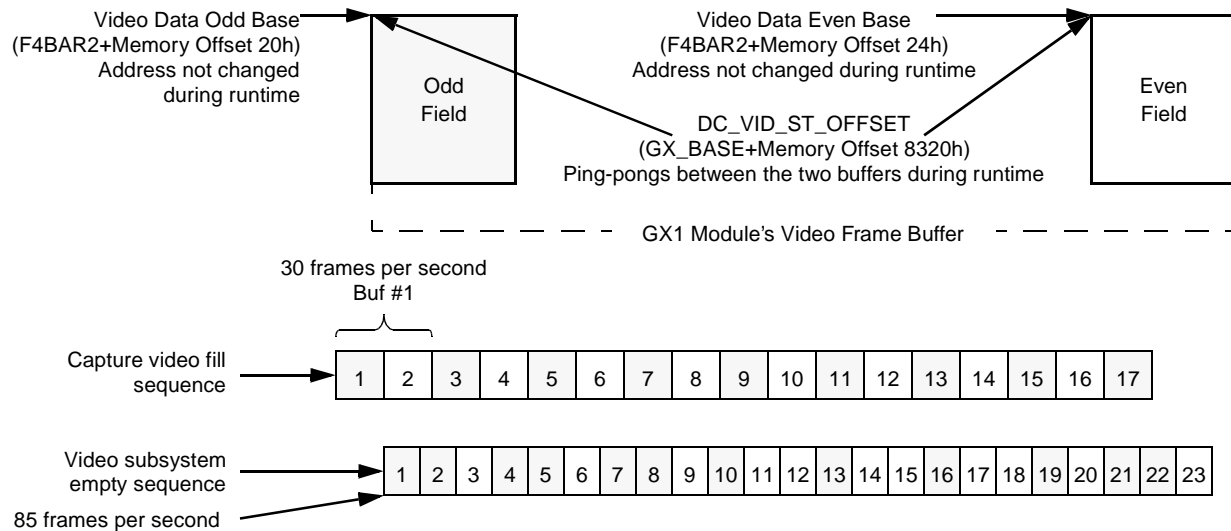 Video Data Odd Base
(F4BAR2+Memory Offset 20h)
Address not changed
during runtime
Odd
Field
Video Data Even Base
(F4BAR2+Memory Offset 24h)
Address not changed during runtime
Even
Field
DC_VID_ST_OFFSET
(GX_BASE+Memory Offset 8320h)
Ping-pongs between the two buffers during runtime
GX1 Module's Video Frame Buffer
30 frames per second
Buf #1
Capture video fill
sequence
1 2 3 4 5 6 7 8 9 10 11 12 13 14 15 16 17
Video subsystem
empty sequence
1 2 3 4 5 6 7 8 9 10 11 12 13 14 15 16 17 18 19 20 21 22 23
85 frames per second